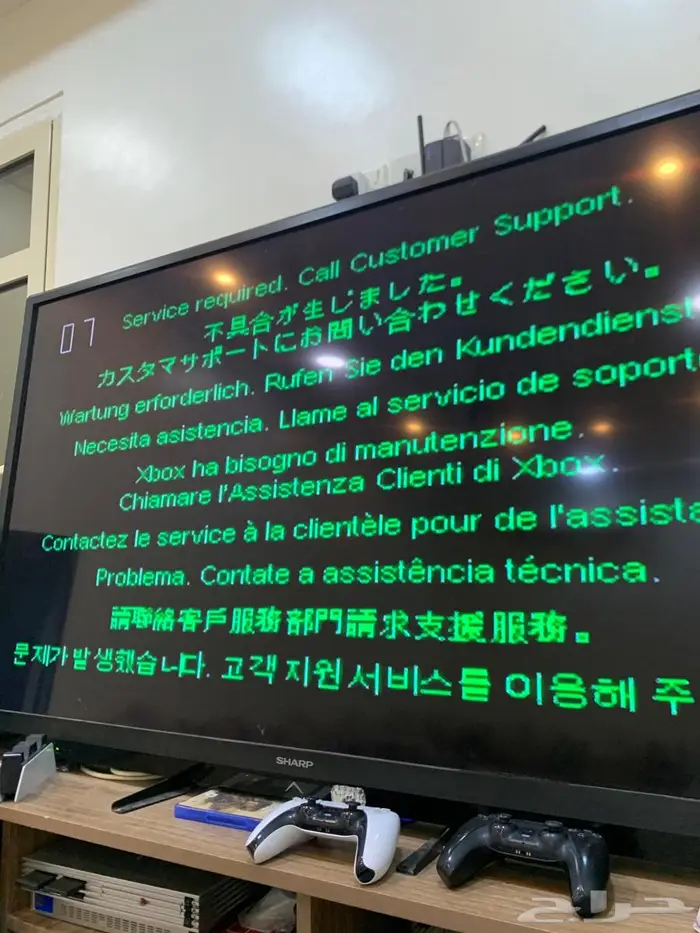 07
Service required. Call Customer Support.
不具合が生じました。
カスタマサポートにお問い合わせください。
Wartung erforderlich. Rufen Sie den Kundendienst
Necesita asistencia. Llame al servicio de soport
Xbox ha bisogno di manutenzione.
Chiamare l'Assistenza Clienti di Xbox.
Contactez le service à la clientèle pour de l'assista
Problema. Contate a assistência técnica.
請聯絡客戶服務部門請求支援服務。
문제가 발생했습니다. 고객 지원 서비스를 이용해 주
SHARP
حراج